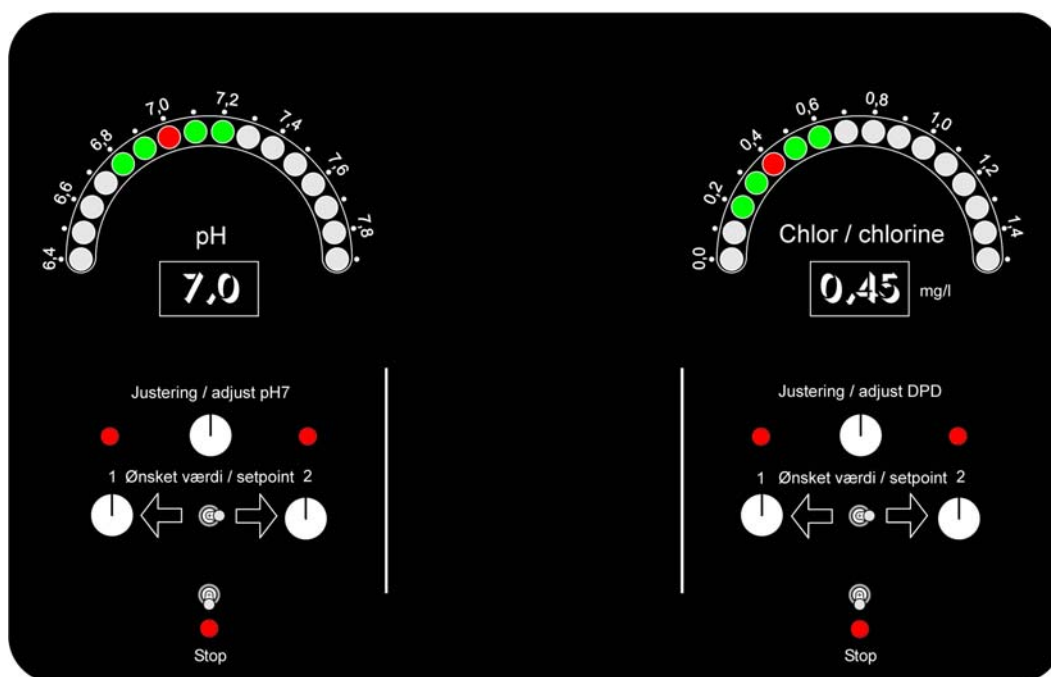 6,4
6,6
6,8
7,0
7,2
7,4
7,6
7,8
pH
7,0
Justering / adjust pH7
1 Ønsket værdi / setpoint 2
Stop
0,0
0,2
0,4
0,6
0,8
1,0
1,2
1,4
Chlor / chlorine
0,45 mg/l
Justering / adjust DPD
1 Ønsket værdi / setpoint 2
Stop